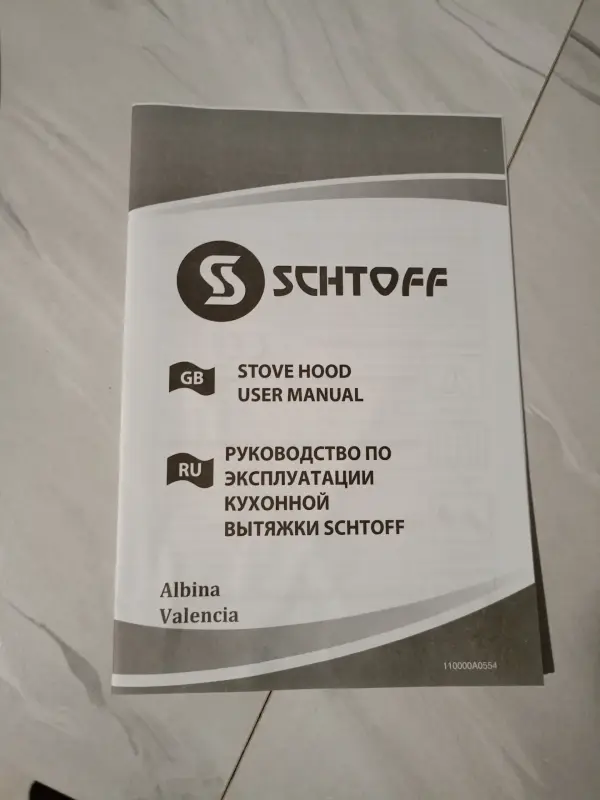 S SCHTOFF
GB
STOVE HOOD
USER MANUAL
RU
РУКОВОДСТВО ПО
ЭКСПЛУАТАЦИИ
КУХОННОЙ
ВЫТЯЖКИ SCHTOFF
Albina
Valencia
110000A0554